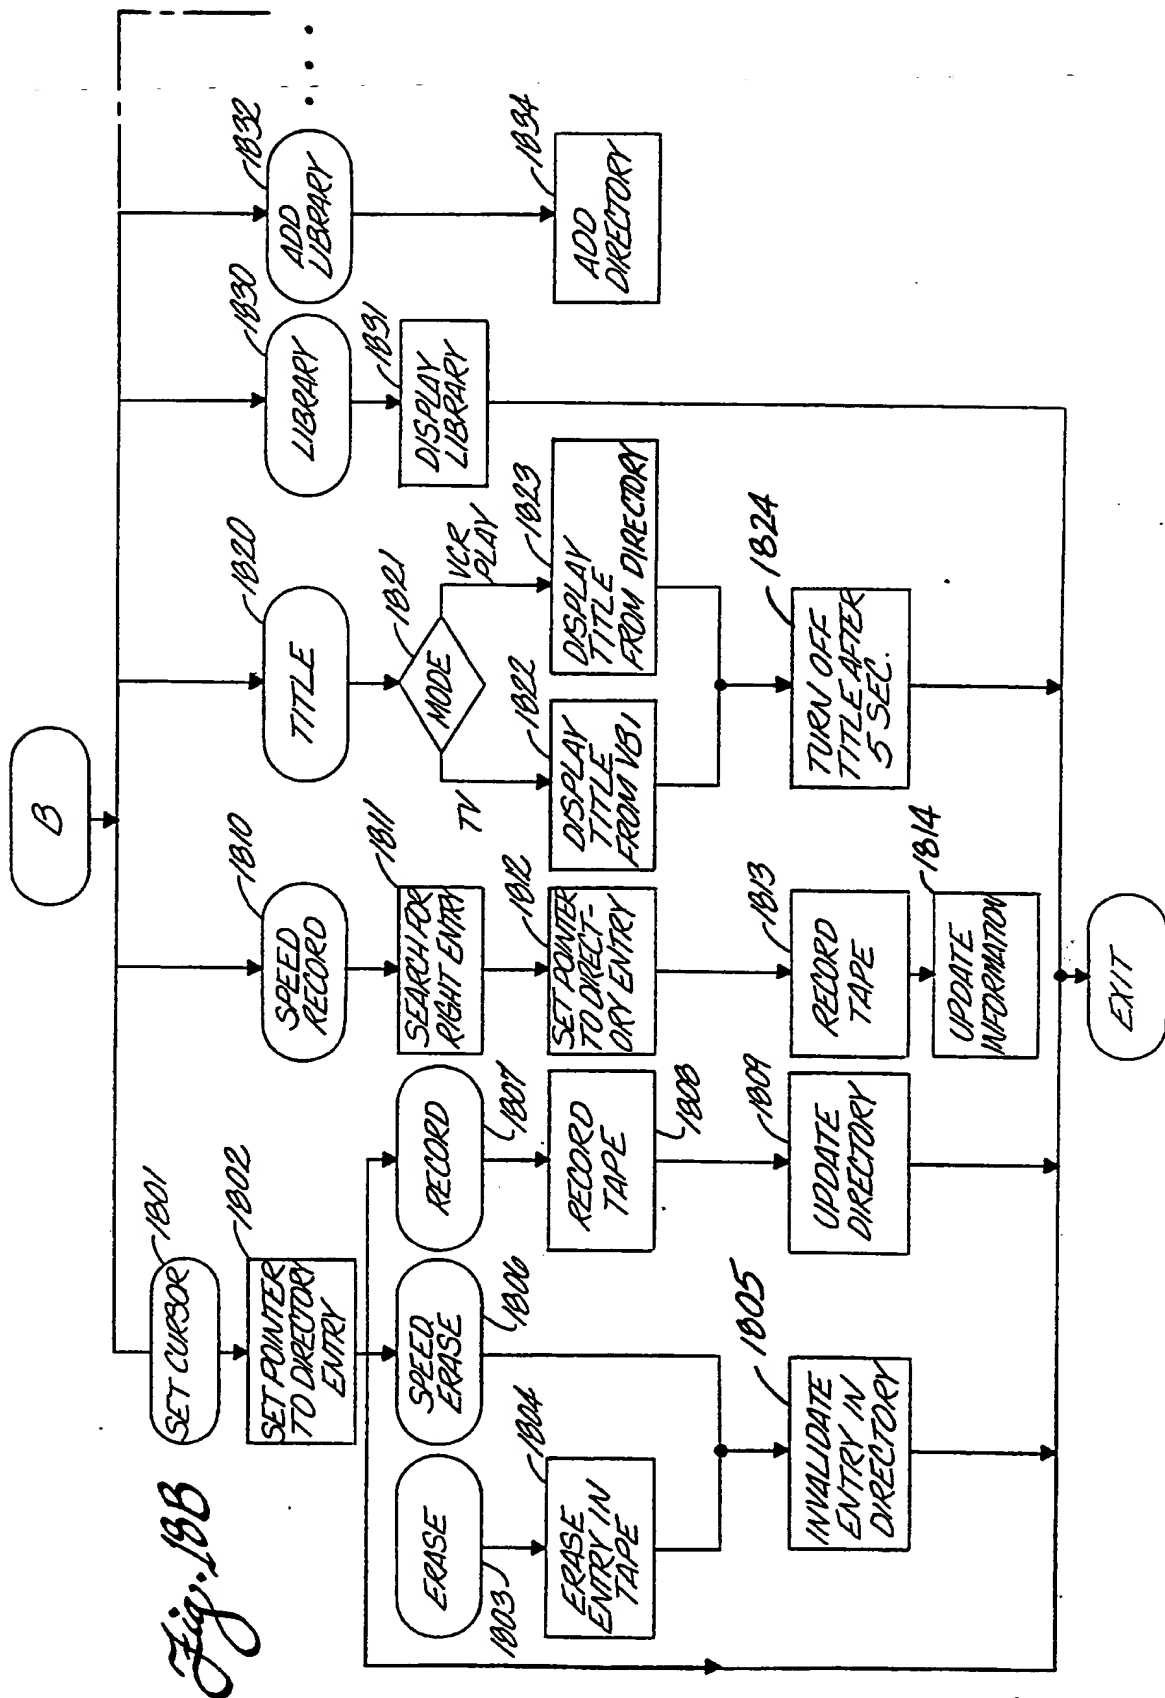 Fig. 18B
B
SET CURSOR
1801
SET POINTER
TO DIRECTORY
ENTRY
1802
ERASE
1803
ERASE
ENTRY IN
TAPE
1804
SPEED
ERASE
1806
INVALIDATE
ENTRY IN
DIRECTORY
1805
RECORD
1807
RECORD
TAPE
1808
UPDATE
DIRECTORY
1809
SPEED
RECORD
1810
SEARCH FOR
RIGHT ENTRY
1811
SET POINTER
TO DIRECT-
ORY ENTRY
1812
RECORD
TAPE
1813
UPDATE
INFORMATION
1814
TITLE
1820
MODE
1821
TV
VCR
PLAY
DISPLAY
TITLE
FROM VBI
1822
DISPLAY
TITLE
FROM DIRECTORY
1823
TURN OFF
TITLE AFTER
5 SEC.
1824
LIBRARY
1830
DISPLAY
LIBRARY
1831
ADD
LIBRARY
1832
ADD
DIRECTORY
1834
EXIT